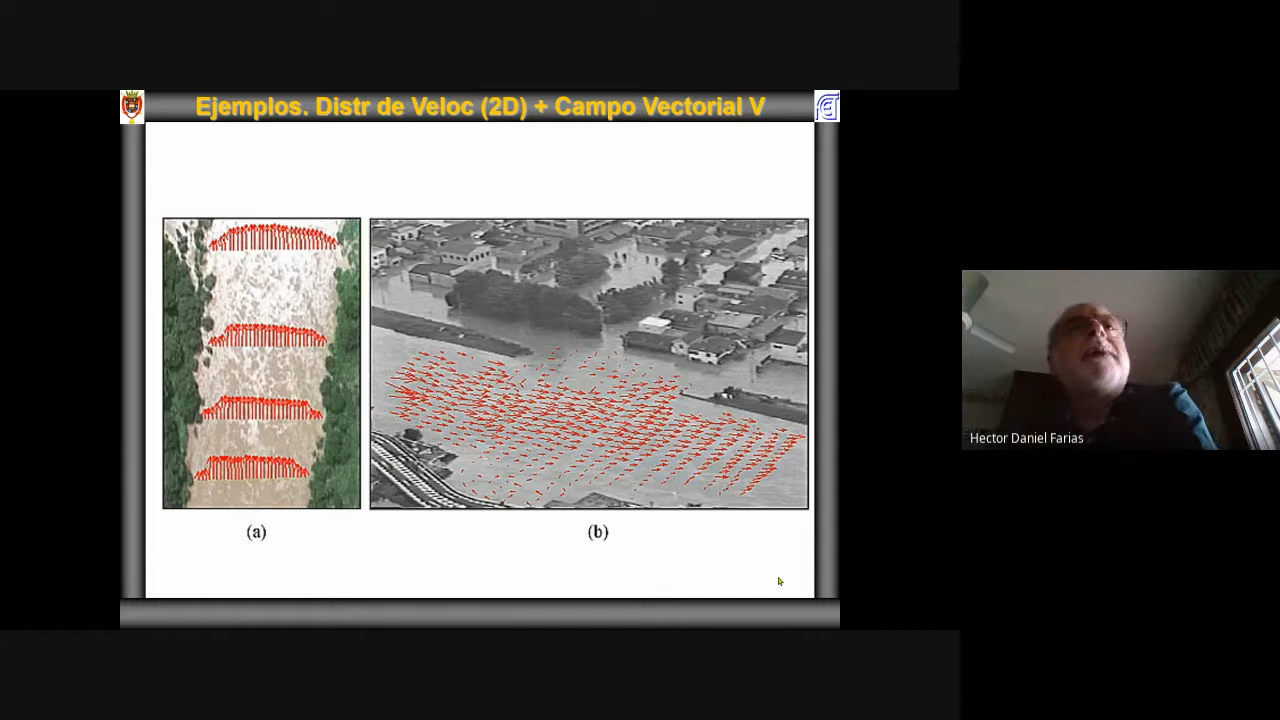 Ejemplos. Distr de Veloc (2D) + Campo Vectorial V
(a)
(b)
Hector Daniel Farias